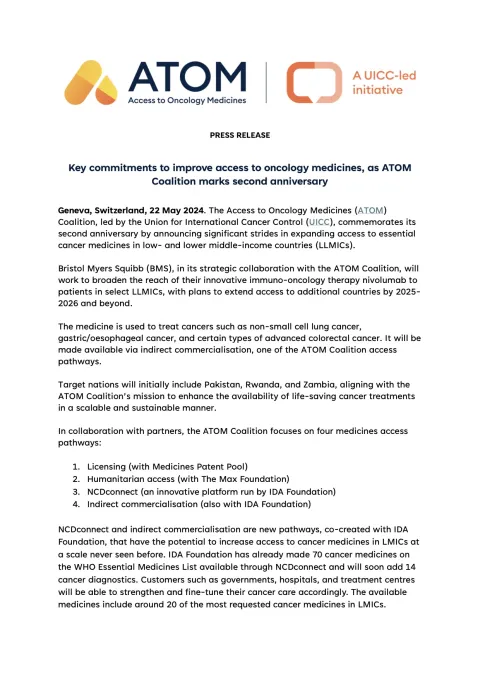 ATOM
Access to Oncology Medicines
A UICC-led
initiative
PRESS RELEASE
Key commitments to improve access to oncology medicines, as ATOM
Coalition marks second anniversary
Geneva, Switzerland, 22 May 2024. The Access to Oncology Medicines (ATOM)
Coalition, led by the Union for International Cancer Control (UICC), commemorates its
second anniversary by announcing significant strides in expanding access to essential
cancer medicines in low- and lower middle-income countries (LLMICs).
Bristol Myers Squibb (BMS), in its strategic collaboration with the ATOM Coalition, will
work to broaden the reach of their innovative immuno-oncology therapy nivolumab to
patients in select LLMICs, with plans to extend access to additional countries by 2025-
2026 and beyond.
The medicine is used to treat cancers such as non-small cell lung cancer,
gastric/oesophageal cancer, and certain types of advanced colorectal cancer. It will be
made available via indirect commercialisation, one of the ATOM Coalition access
pathways.
Target nations will initially include Pakistan, Rwanda, and Zambia, aligning with the
ATOM Coalition's mission to enhance the availability of life-saving cancer treatments
in a scalable and sustainable manner.
In collaboration with partners, the ATOM Coalition focuses on four medicines access
pathways:
1. Licensing (with Medicines Patent Pool)
2. Humanitarian access (with The Max Foundation)
3. NCDconnect (an innovative platform run by IDA Foundation)
4. Indirect commercialisation (also with IDA Foundation)
NCDconnect and indirect commercialisation are new pathways, co-created with IDA
Foundation, that have the potential to increase access to cancer medicines in LMICs at
a scale never seen before. IDA Foundation has already made 70 cancer medicines on
the WHO Essential Medicines List available through NCDconnect and will soon add 14
cancer diagnostics. Customers such as governments, hospitals, and treatment centres
will be able to strengthen and fine-tune their cancer care accordingly. The available
medicines include around 20 of the most requested cancer medicines in LMICs.